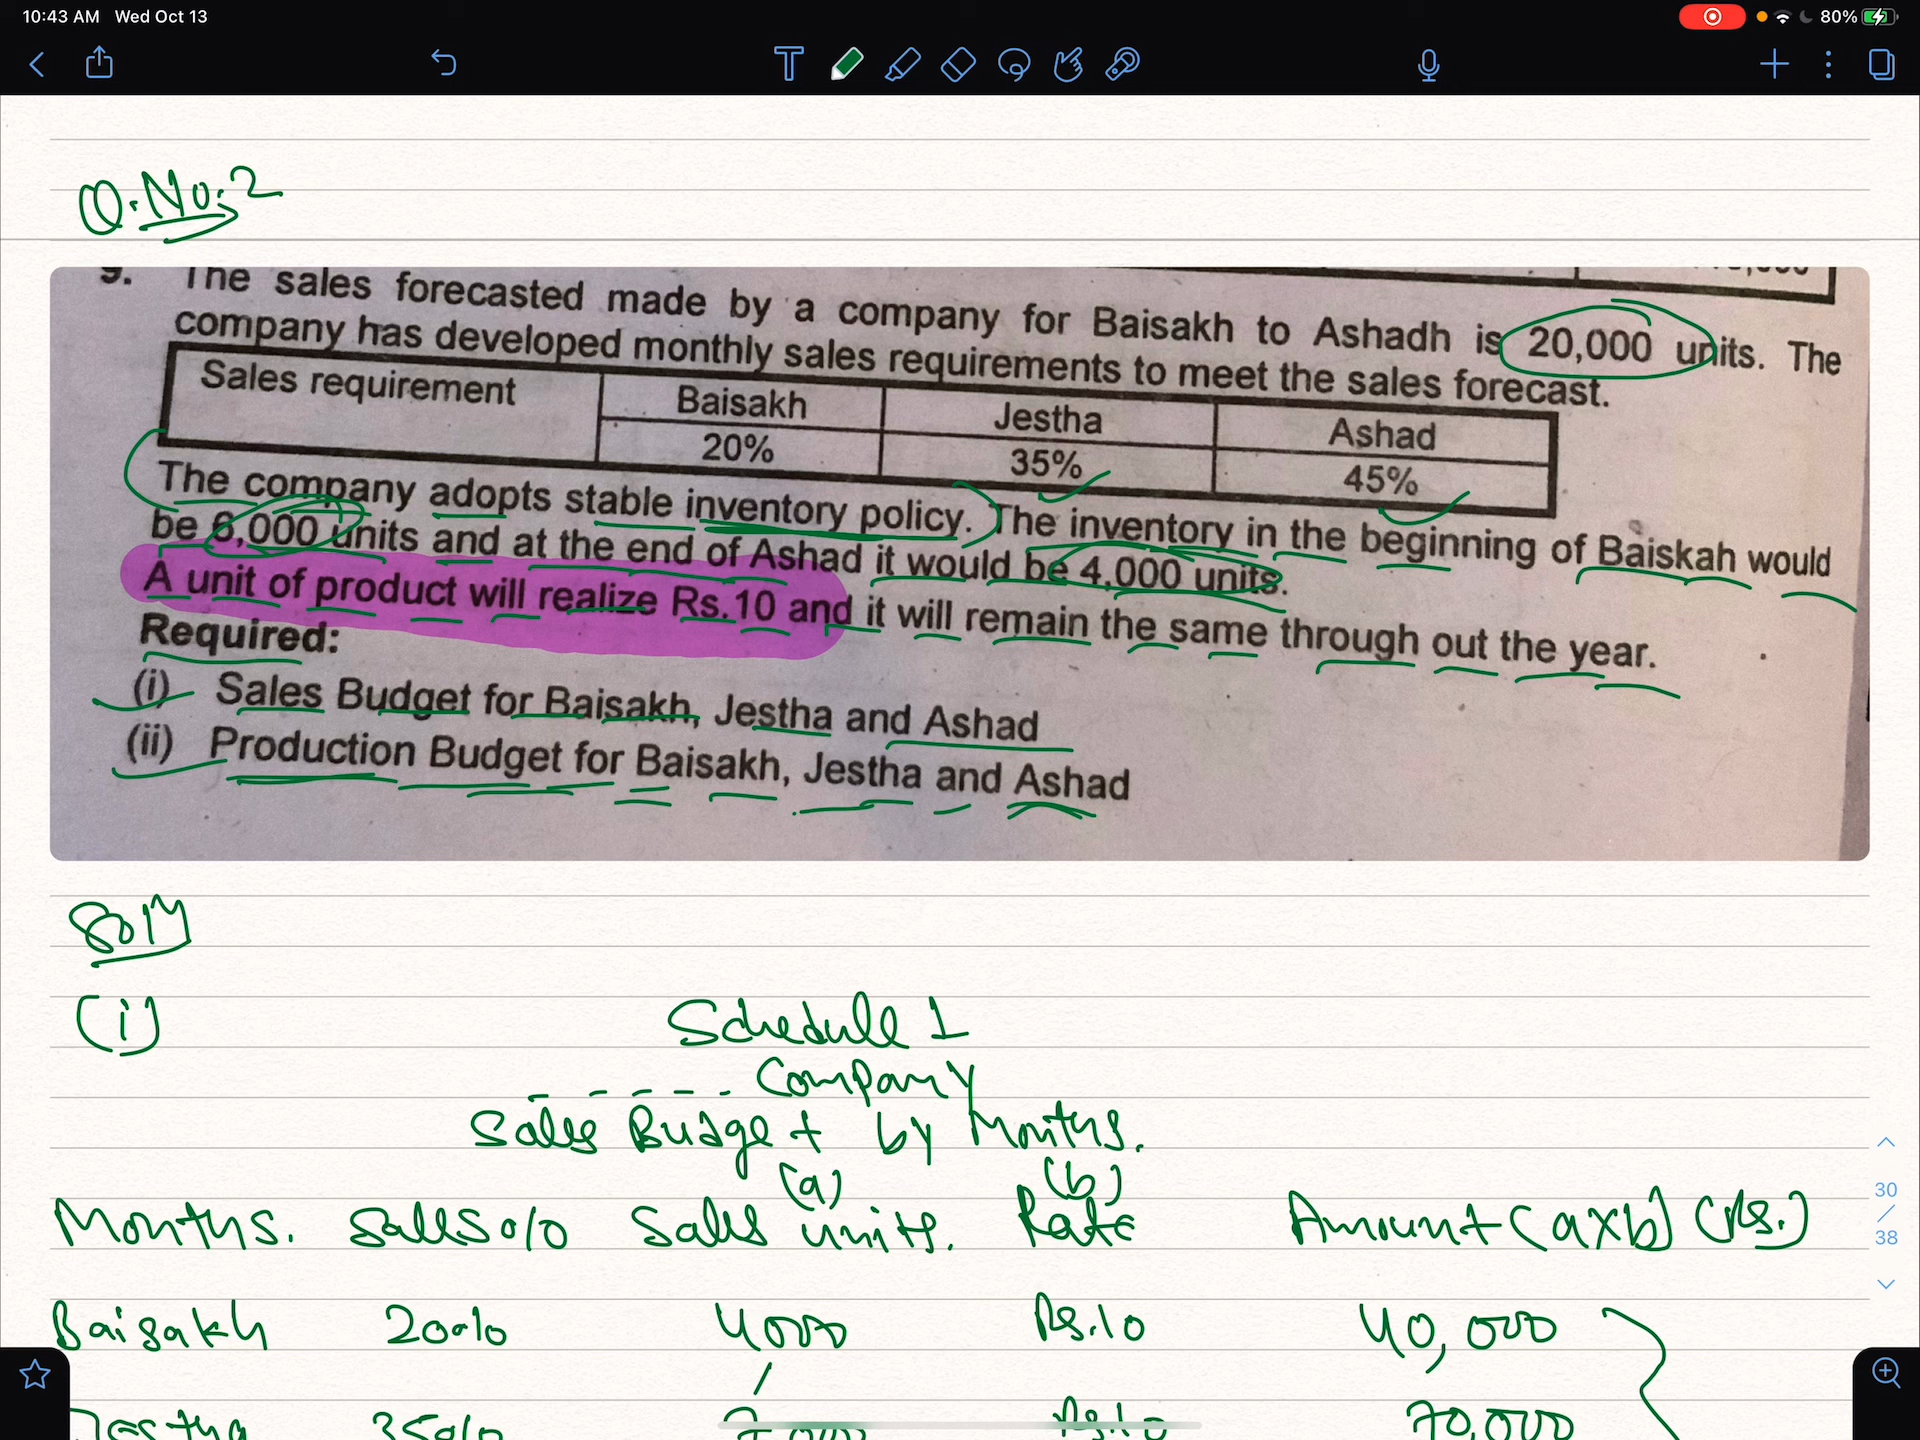 10:43 AM Wed Oct 13
80%
Q.No:2
9. The sales forecasted made by a company for Baisakh to Ashadh is 20,000 units. The
company has developed monthly sales requirements to meet the sales forecast.
Sales requirement Baisakh Jestha Ashad
20% 35% 45%
The company adopts stable inventory policy. The inventory in the beginning of Baiskah would
be 6,000 units and at the end of Ashad it would be 4,000 units.
A unit of product will realize Rs.10 and it will remain the same through out the year.
Required:
(i) Sales Budget for Baisakh, Jestha and Ashad
(ii) Production Budget for Baisakh, Jestha and Ashad
Soln
(i) Schedule 1
Company
Sales Budget by Months.
(a) (b)
Months. Sales % Sales units. Rate Amount (axb) (Rs.)
Baisakh 20% 4000 Rs.10 40,000
Jestha 35% 7000 Rs.10 70,000
30
/
38